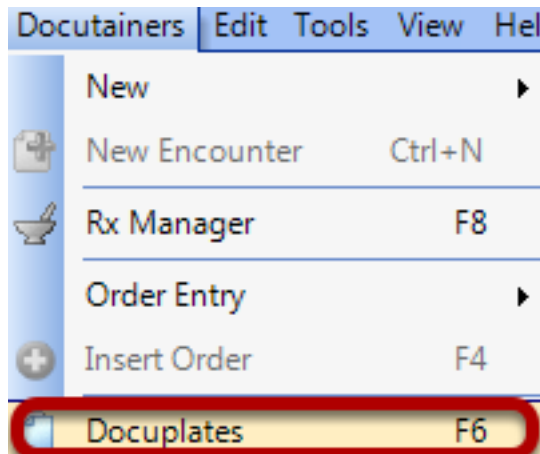 Docutainers Edit Tools View Hel
New
New Encounter Ctrl+N
Rx Manager F8
Order Entry
Insert Order F4
Docuplates F6